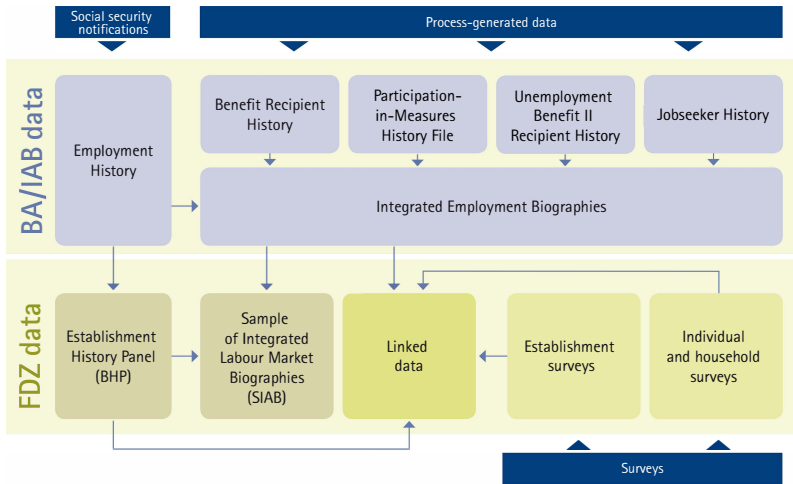 Social security
notifications
Process-generated data
BA/IAB data
Employment
History
Benefit Recipient
History
Participation-
in-Measures
History File
Unemployment
Benefit II
Recipient History
Jobseeker History
Integrated Employment Biographies
FDZ data
Establishment
History Panel
(BHP)
Sample
of Integrated
Labour Market
Biographies
(SIAB)
Linked
data
Establishment
surveys
Individual
and household
surveys
Surveys